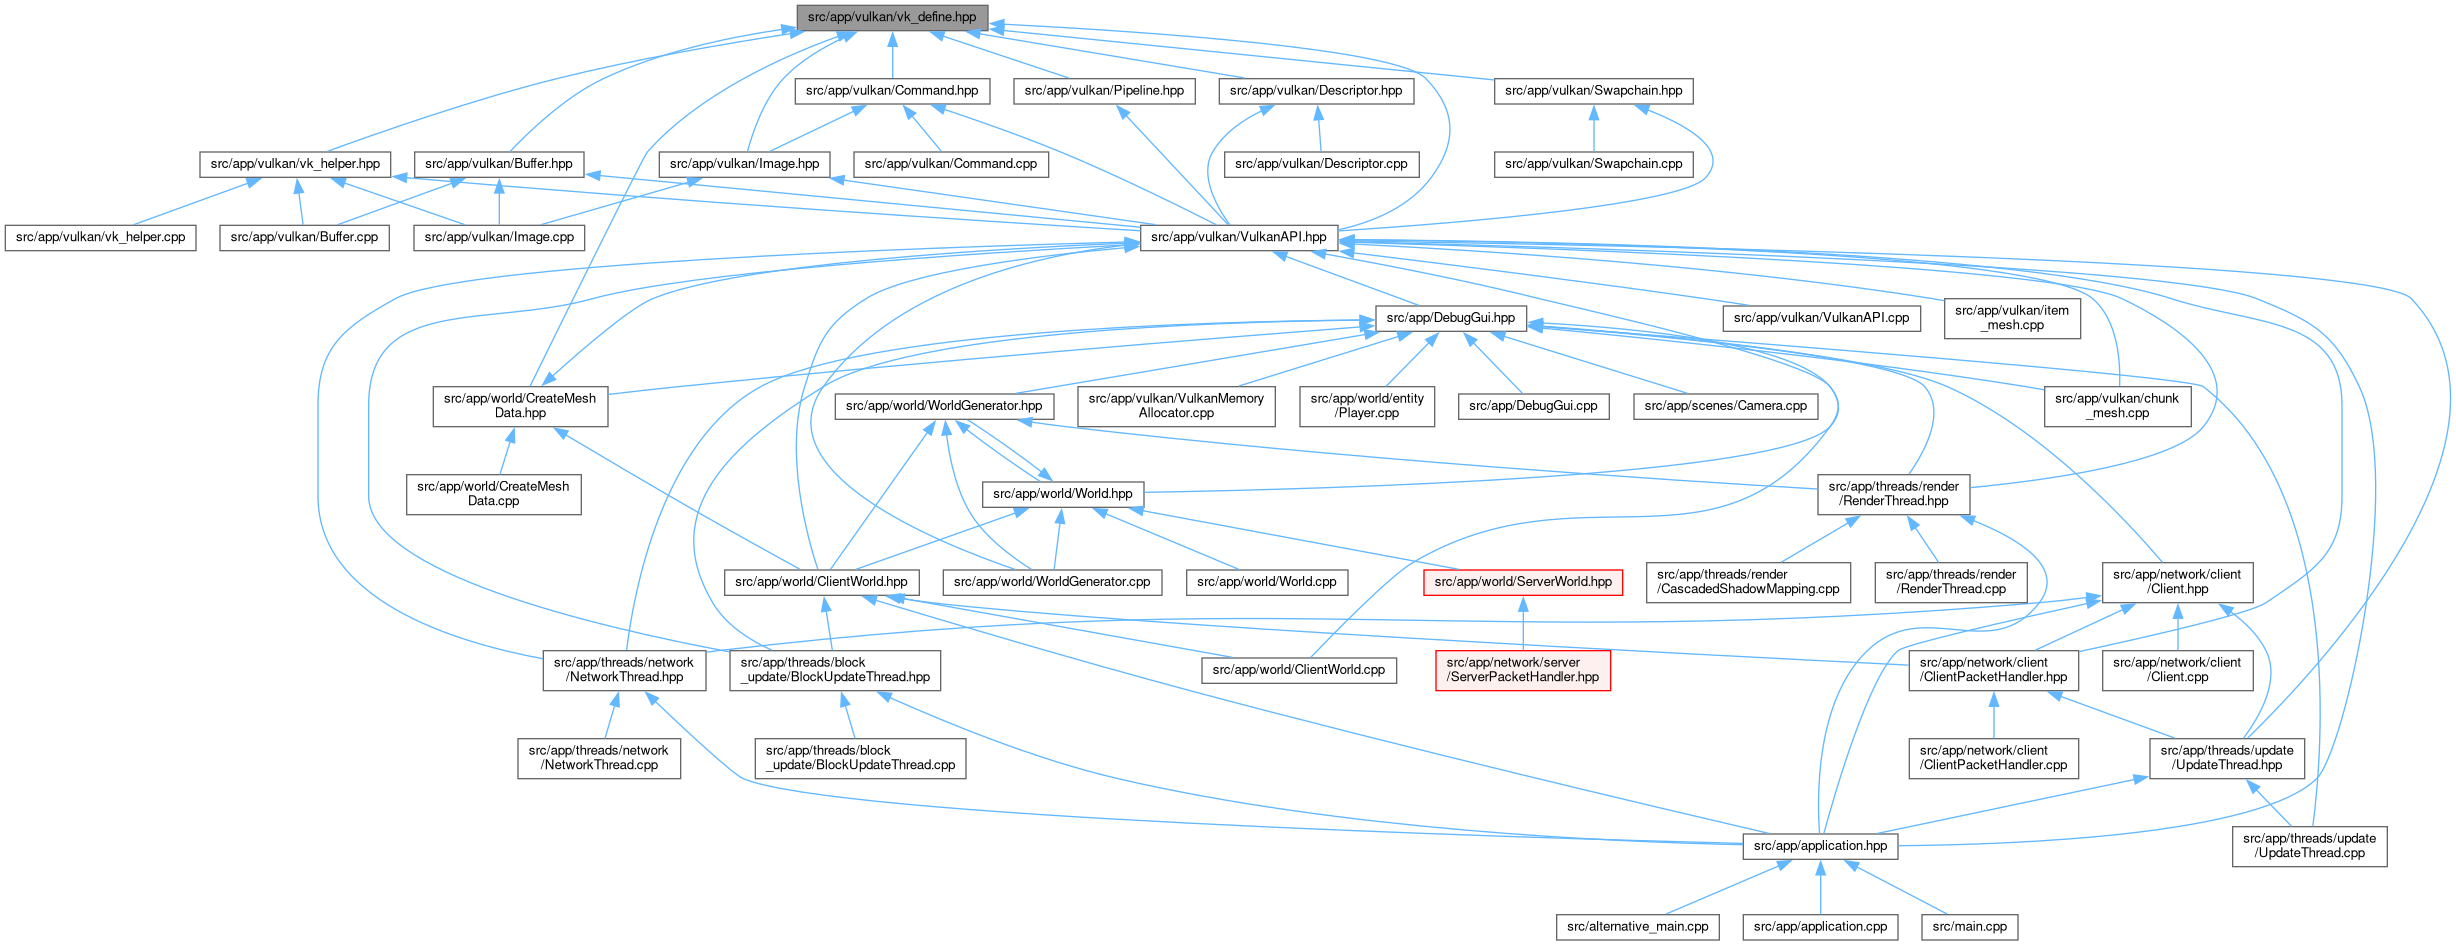 src/app/vulkan/vk_define.hpp
src/app/vulkan/Command.hpp
src/app/vulkan/Pipeline.hpp
src/app/vulkan/Descriptor.hpp
src/app/vulkan/Swapchain.hpp
src/app/vulkan/vk_helper.hpp
src/app/vulkan/Buffer.hpp
src/app/vulkan/Image.hpp
src/app/vulkan/Command.cpp
src/app/vulkan/Descriptor.cpp
src/app/vulkan/Swapchain.cpp
src/app/vulkan/vk_helper.cpp
src/app/vulkan/Buffer.cpp
src/app/vulkan/Image.cpp
src/app/vulkan/VulkanAPI.hpp
src/app/DebugGui.hpp
src/app/vulkan/VulkanAPI.cpp
src/app/vulkan/item
_mesh.cpp
src/app/world/CreateMesh
Data.hpp
src/app/world/WorldGenerator.hpp
src/app/vulkan/VulkanMemory
Allocator.cpp
src/app/world/entity
/Player.cpp
src/app/DebugGui.cpp
src/app/scenes/Camera.cpp
src/app/vulkan/chunk
_mesh.cpp
src/app/world/CreateMesh
Data.cpp
src/app/world/World.hpp
src/app/threads/render
/RenderThread.hpp
src/app/world/ClientWorld.hpp
src/app/world/WorldGenerator.cpp
src/app/world/World.cpp
src/app/world/ServerWorld.hpp
src/app/threads/render
/CascadedShadowMapping.cpp
src/app/threads/render
/RenderThread.cpp
src/app/network/client
/Client.hpp
src/app/threads/network
/NetworkThread.hpp
src/app/threads/block
_update/BlockUpdateThread.hpp
src/app/world/ClientWorld.cpp
src/app/network/server
/ServerPacketHandler.hpp
src/app/network/client
/ClientPacketHandler.hpp
src/app/network/client
/Client.cpp
src/app/threads/network
/NetworkThread.cpp
src/app/threads/block
_update/BlockUpdateThread.cpp
src/app/network/client
/ClientPacketHandler.cpp
src/app/threads/update
/UpdateThread.hpp
src/app/application.hpp
src/app/threads/update
/UpdateThread.cpp
src/alternative_main.cpp
src/app/application.cpp
src/main.cpp